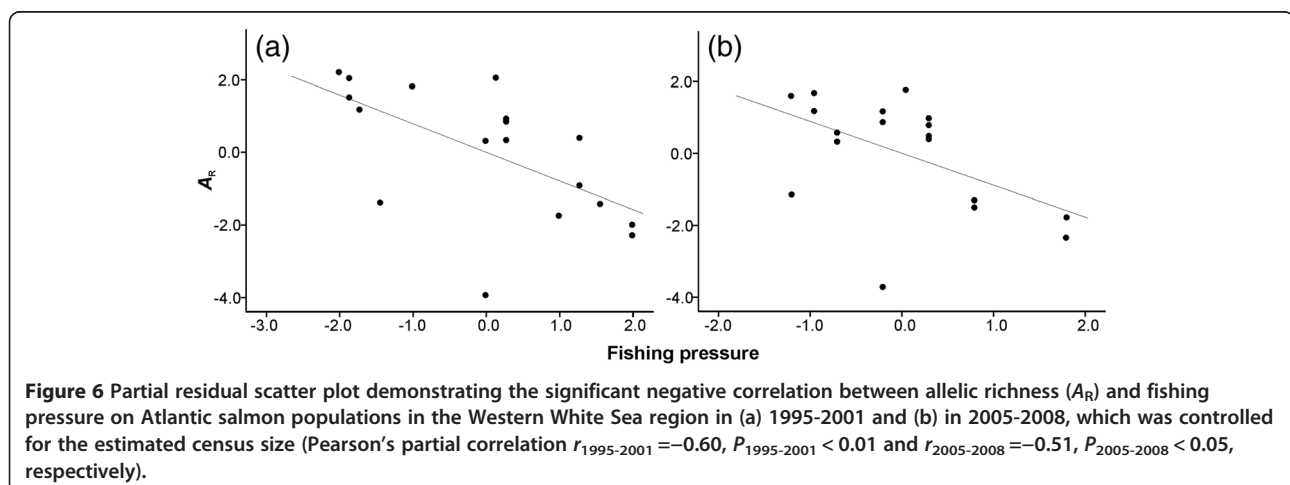 (a)
(b)
2.0
0.0
-2.0
-4.0
A_R
-3.0 -2.0 -1.0 0.0 1.0 2.0
2.0
0.0
-2.0
-4.0
-2.0 -1.0 0.0 1.0 2.0
Fishing pressure
Figure 6 Partial residual scatter plot demonstrating the significant negative correlation between allelic richness (A_R) and fishing
pressure on Atlantic salmon populations in the Western White Sea region in (a) 1995-2001 and (b) in 2005-2008, which was controlled
for the estimated census size (Pearson's partial correlation r_1995-2001 =−0.60, P_1995-2001 < 0.01 and r_2005-2008 =−0.51, P_2005-2008 < 0.05,
respectively).